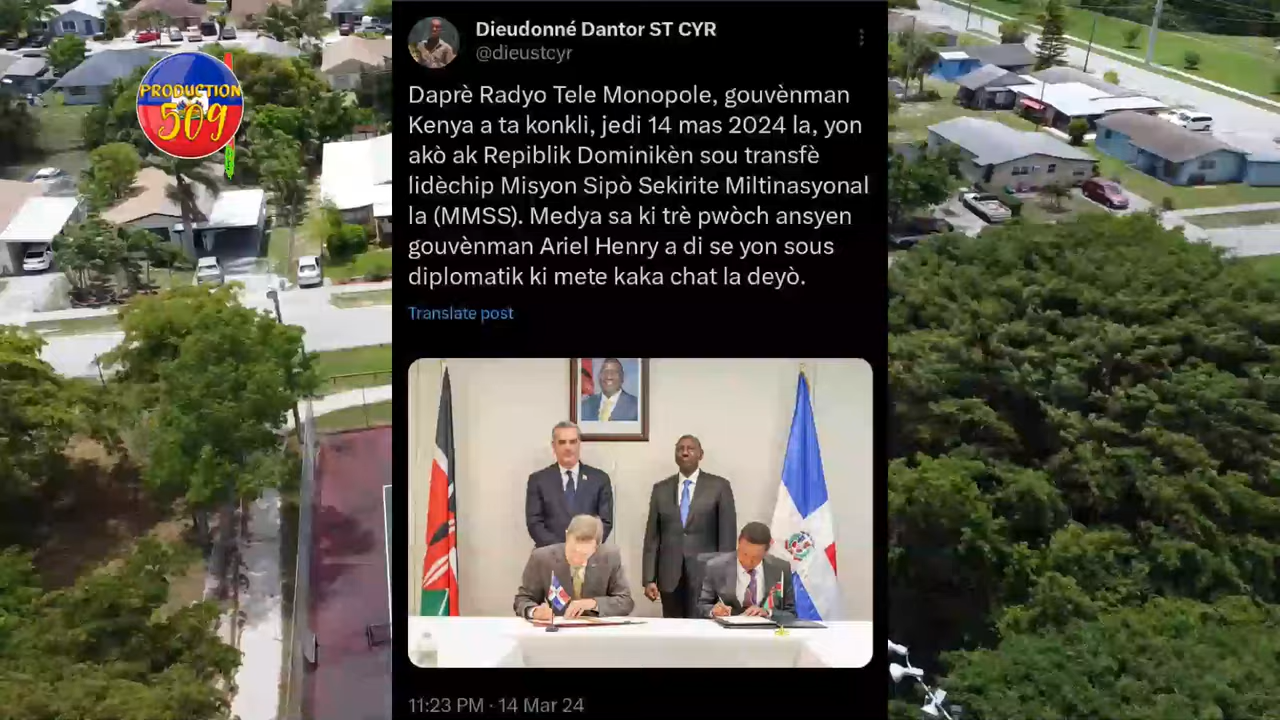 PRODUCTION
509
Dieudonné Dantor ST CYR
@dieustcyr
Daprè Radyo Tele Monopole, gouvènman
Kenya a ta konkli, jedi 14 mas 2024 la, yon
akò ak Repiblik Dominikèn sou transfè
lidèchip Misyon Sipò Sekirite Miltinasyonal
la (MMSS). Medya sa ki trè pwòch ansyen
gouvènman Ariel Henry a di se yon sous
diplomatik ki mete kaka chat la deyò.
Translate post
11:23 PM · 14 Mar 24